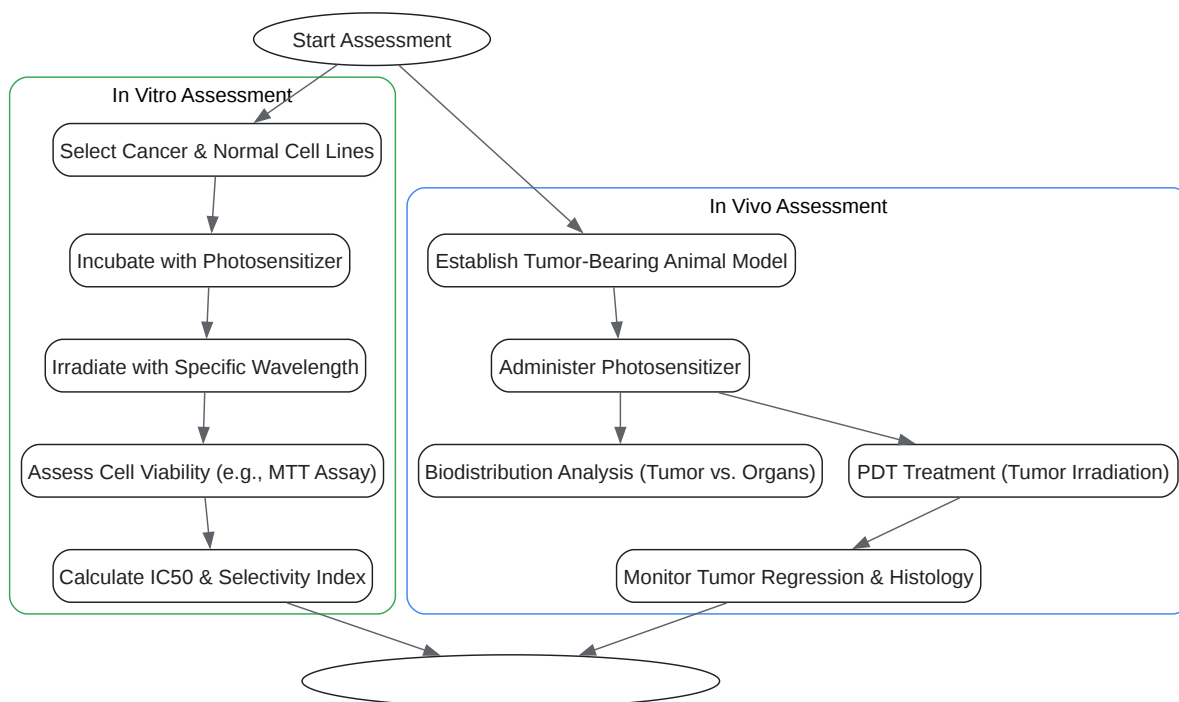 Start Assessment
In Vitro Assessment
Select Cancer & Normal Cell Lines
Incubate with Photosensitizer
Irradiate with Specific Wavelength
Assess Cell Viability (e.g., MTT Assay)
Calculate IC50 & Selectivity Index
In Vivo Assessment
Establish Tumor-Bearing Animal Model
Administer Photosensitizer
Biodistribution Analysis (Tumor vs. Organs)
PDT Treatment (Tumor Irradiation)
Monitor Tumor Regression & Histology